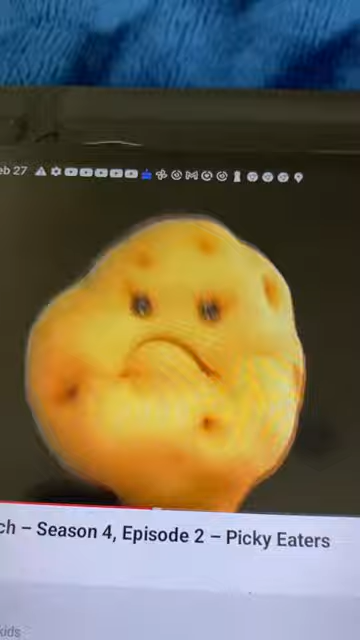 eb 27
ch – Season 4, Episode 2 – Picky Eaters
kids